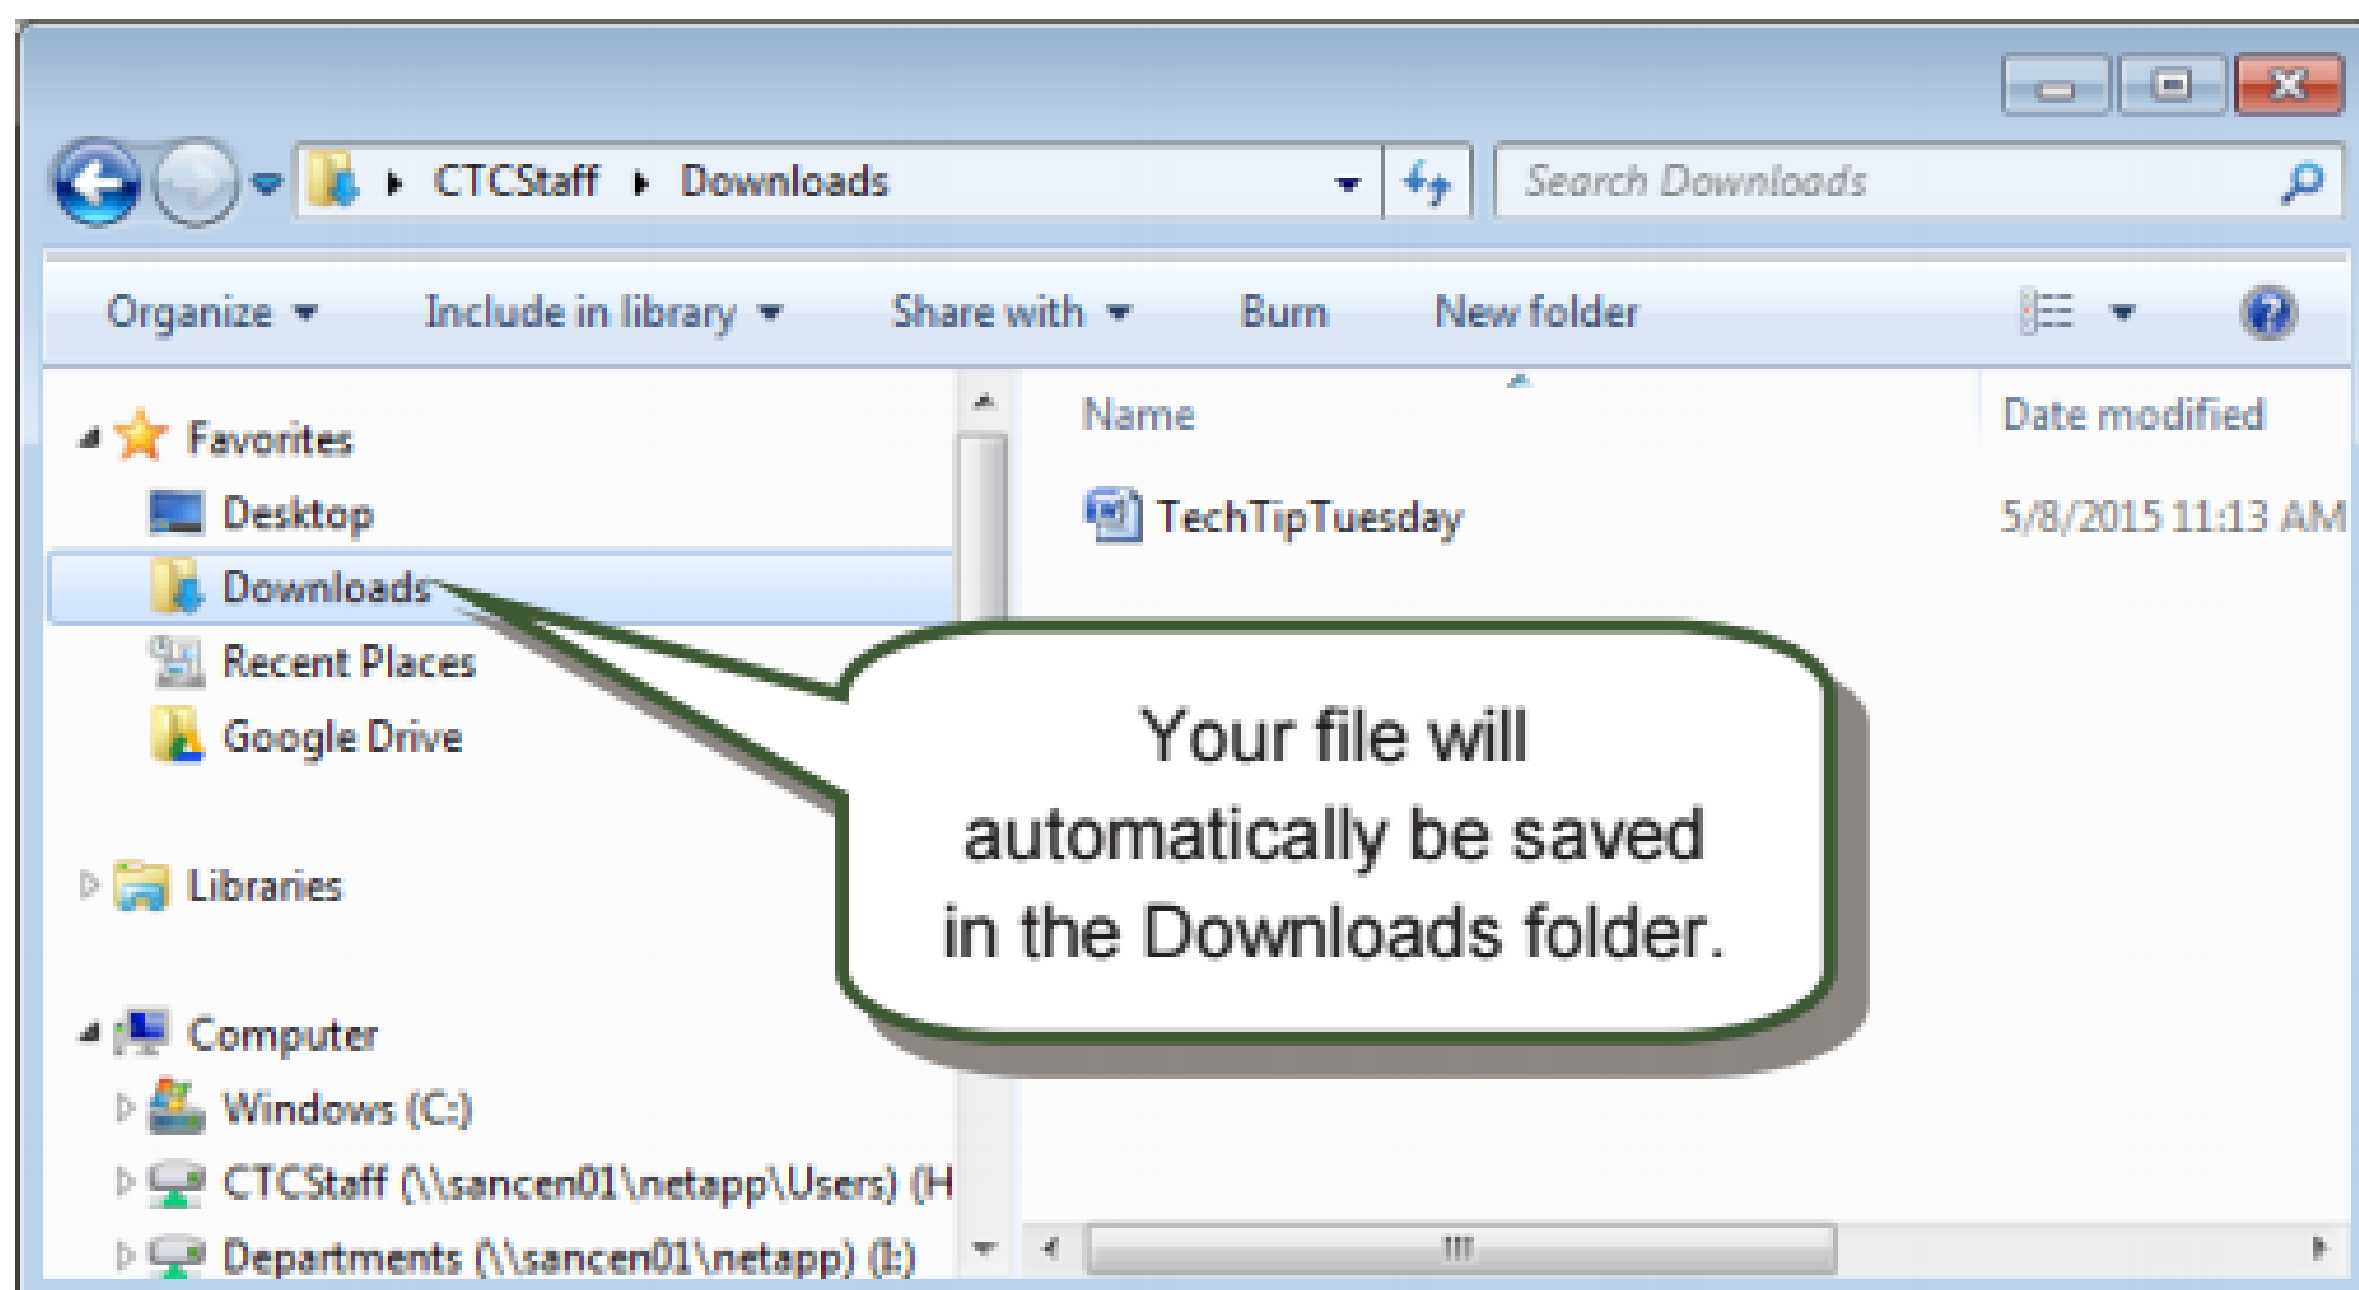 CTCStaff Downloads
Search Downloads
Organize Include in library Share with Burn New folder
Name Date modified
Favorites
Desktop
Downloads
Recent Places
Google Drive
Libraries
Computer
Windows (C:)
CTCStaff (\\sancen01\netapp\Users) (H
Departments (\\sancen01\netapp) (I:)
TechTipTuesday 5/8/2015 11:13 AM
Your file will
automatically be saved
in the Downloads folder.